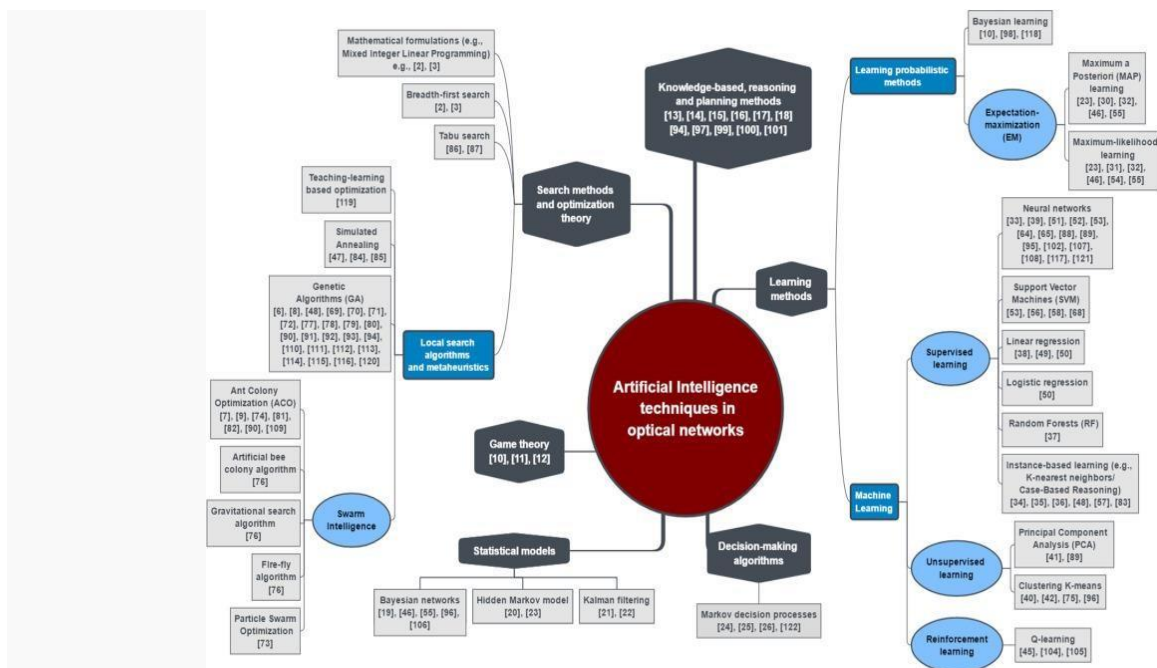 Mathematical formulations (e.g.,
Mixed Integer Linear Programming)
e.g., [2], [3]
Breadth-first search
[2], [3]
Tabu search
[86], [87]
Search methods
and optimization
theory
Teaching-learning
based optimization
[119]
Simulated
Annealing
[47], [84], [85]
Genetic
Algorithms (GA)
[6], [8], [48], [69], [70], [71],
[72], [77], [78], [79], [80],
[90], [91], [92], [93], [94],
[110], [111], [112], [113],
[114], [115], [116], [120]
Local search
algorithms
and metaheuristics
Ant Colony
Optimization (ACO)
[7], [9], [74], [81],
[82], [90], [109]
Artificial bee
colony algorithm
[76]
Gravitational search
algorithm
[76]
Fire-fly
algorithm
[76]
Particle Swarm
Optimization
[73]
Swarm
Intelligence
Knowledge-based, reasoning
and planning methods
[13], [14], [15], [16], [17], [18]
[94], [97], [99], [100], [101]
Artificial Intelligence
techniques in
optical networks
Game theory
[10], [11], [12]
Statistical models
Bayesian networks
[19], [46], [55], [96],
[106]
Hidden Markov model
[20], [23]
Kalman filtering
[21], [22]
Decision-making
algorithms
Markov decision processes
[24], [25], [26], [122]
Learning
methods
Learning probabilistic
methods
Bayesian learning
[10], [98], [118]
Expectation-
maximization
(EM)
Maximum a
Posteriori (MAP)
learning
[23], [30], [32],
[46], [55]
Maximum-likelihood
learning
[23], [31], [32],
[46], [54], [55]
Machine
Learning
Supervised
learning
Neural networks
[33], [39], [51], [52], [53],
[64], [65], [88], [89],
[95], [102], [107],
[108], [117], [121]
Support Vector
Machines (SVM)
[53], [56], [58], [68]
Linear regression
[38], [49], [50]
Logistic regression
[50]
Random Forests (RF)
[37]
Instance-based learning (e.g.,
K-nearest neighbors/
Case-Based Reasoning)
[34], [35], [36], [48], [57], [83]
Unsupervised
learning
Principal Component
Analysis (PCA)
[41], [89]
Clustering K-means
[40], [42], [75], [96]
Reinforcement
learning
Q-learning
[45], [104], [105]